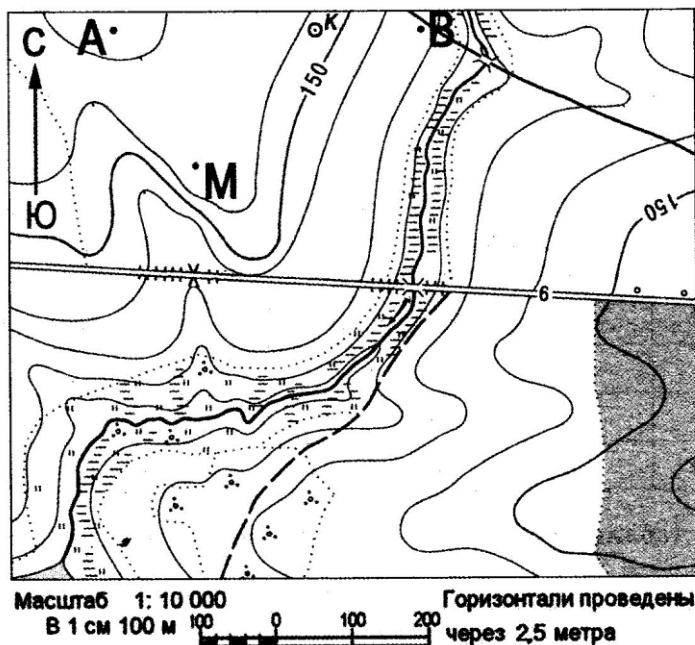 С
А
К
В
150
М
Ю
150
6
Масштаб 1: 10 000
Горизонтали проведены
В 1 см 100 м
100 0 100 200
через 2,5 метра